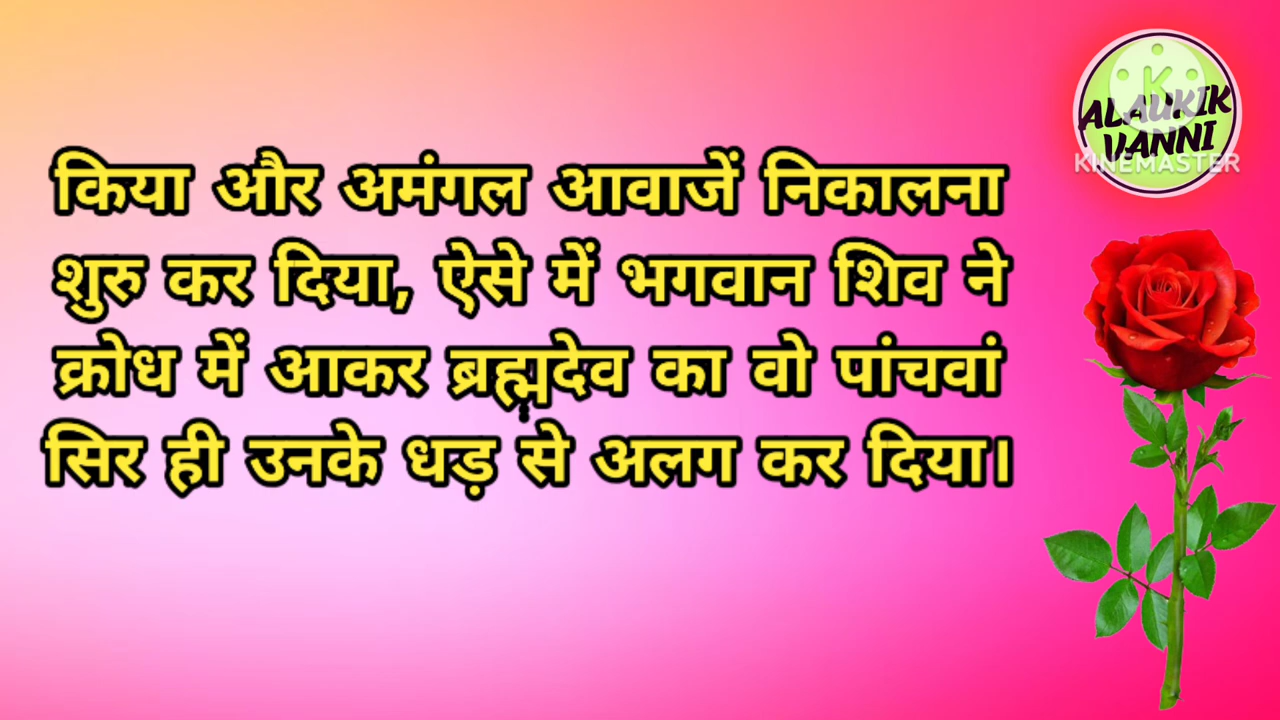 किया और अमंगल आवाजें निकालना
शुरु कर दिया, ऐसे में भगवान शिव ने
क्रोध में आकर ब्रह्मदेव का वो पांचवां
सिर ही उनके धड़ से अलग कर दिया।
K
ALAUKIK
VANNI
KINEMASTER